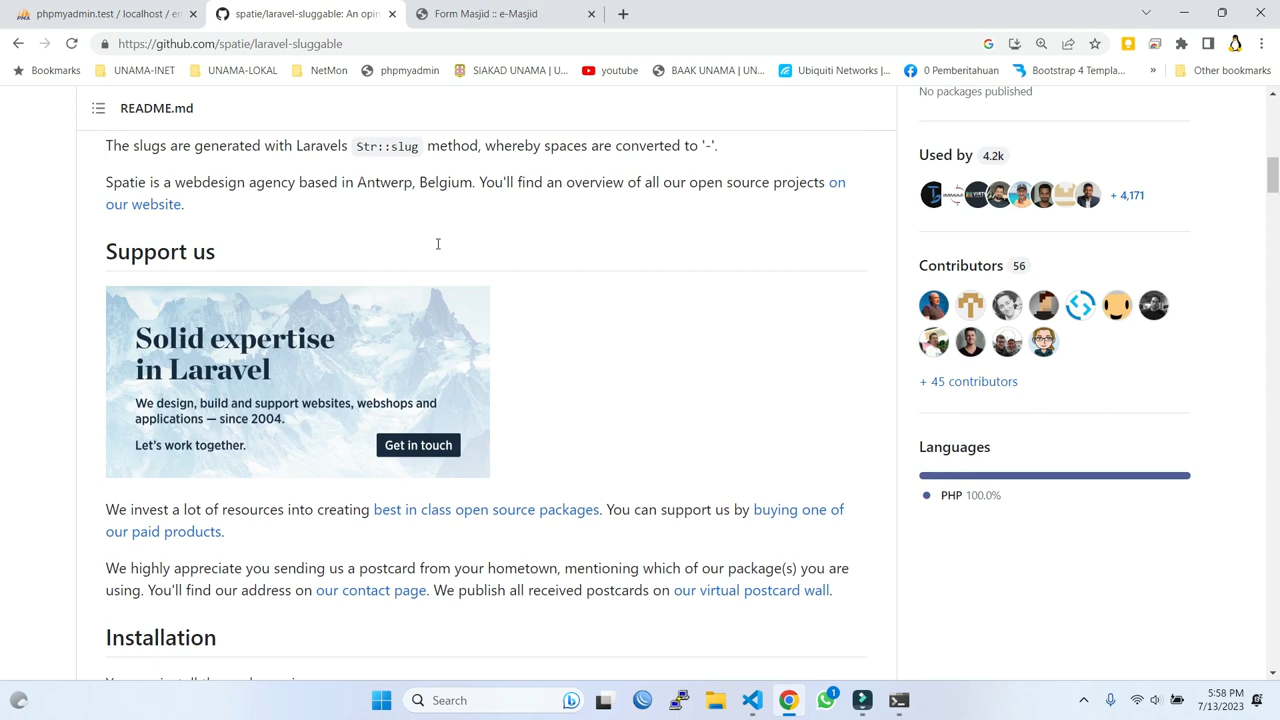 phpmyadmin.test / localhost / en
spatie/laravel-sluggable: An opin
Form Masjid :: e-Masjid
https://github.com/spatie/laravel-sluggable
Bookmarks
UNAMA-INET
UNAMA-LOKAL
NetMon
phpmyadmin
SIAKAD UNAMA | U...
youtube
BAAK UNAMA | UN...
Ubiquiti Networks |...
0 Pemberitahuan
Bootstrap 4 Templa...
»
Other bookmarks
README.md
The slugs are generated with Laravels Str::slug method, whereby spaces are converted to '-'.
Spatie is a webdesign agency based in Antwerp, Belgium. You'll find an overview of all our open source projects on
our website.
Support us
Solid expertise
in Laravel
We design, build and support websites, webshops and
applications — since 2004.
Let's work together.
Get in touch
We invest a lot of resources into creating best in class open source packages. You can support us by buying one of
our paid products.
We highly appreciate you sending us a postcard from your hometown, mentioning which of our package(s) you are
using. You'll find our address on our contact page. We publish all received postcards on our virtual postcard wall.
Installation
No packages published
Used by 4.2k
+ 4,171
Contributors 56
+ 45 contributors
Languages
PHP 100.0%
Search
1
5:58 PM
7/13/2023